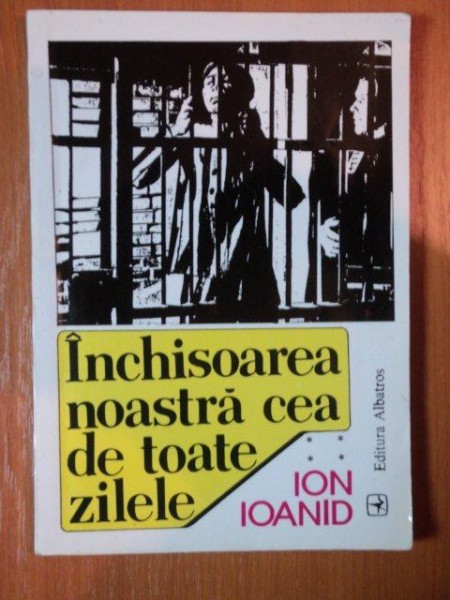 Închisoarea
noastră cea
de toate
zilele
ION
IOANID
Editura Albatros